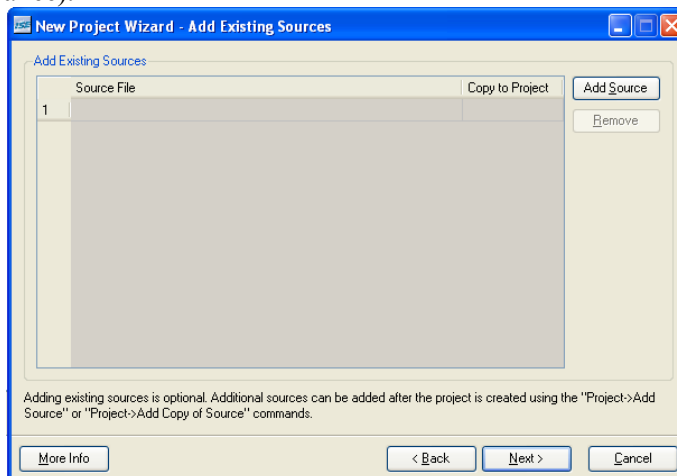 ISE New Project Wizard - Add Existing Sources
Add Existing Sources
Source File Copy to Project Add Source
1
Remove
Adding existing sources is optional. Additional sources can be added after the project is created using the "Project->Add
Source" or "Project->Add Copy of Source" commands.
More Info < Back Next > Cancel